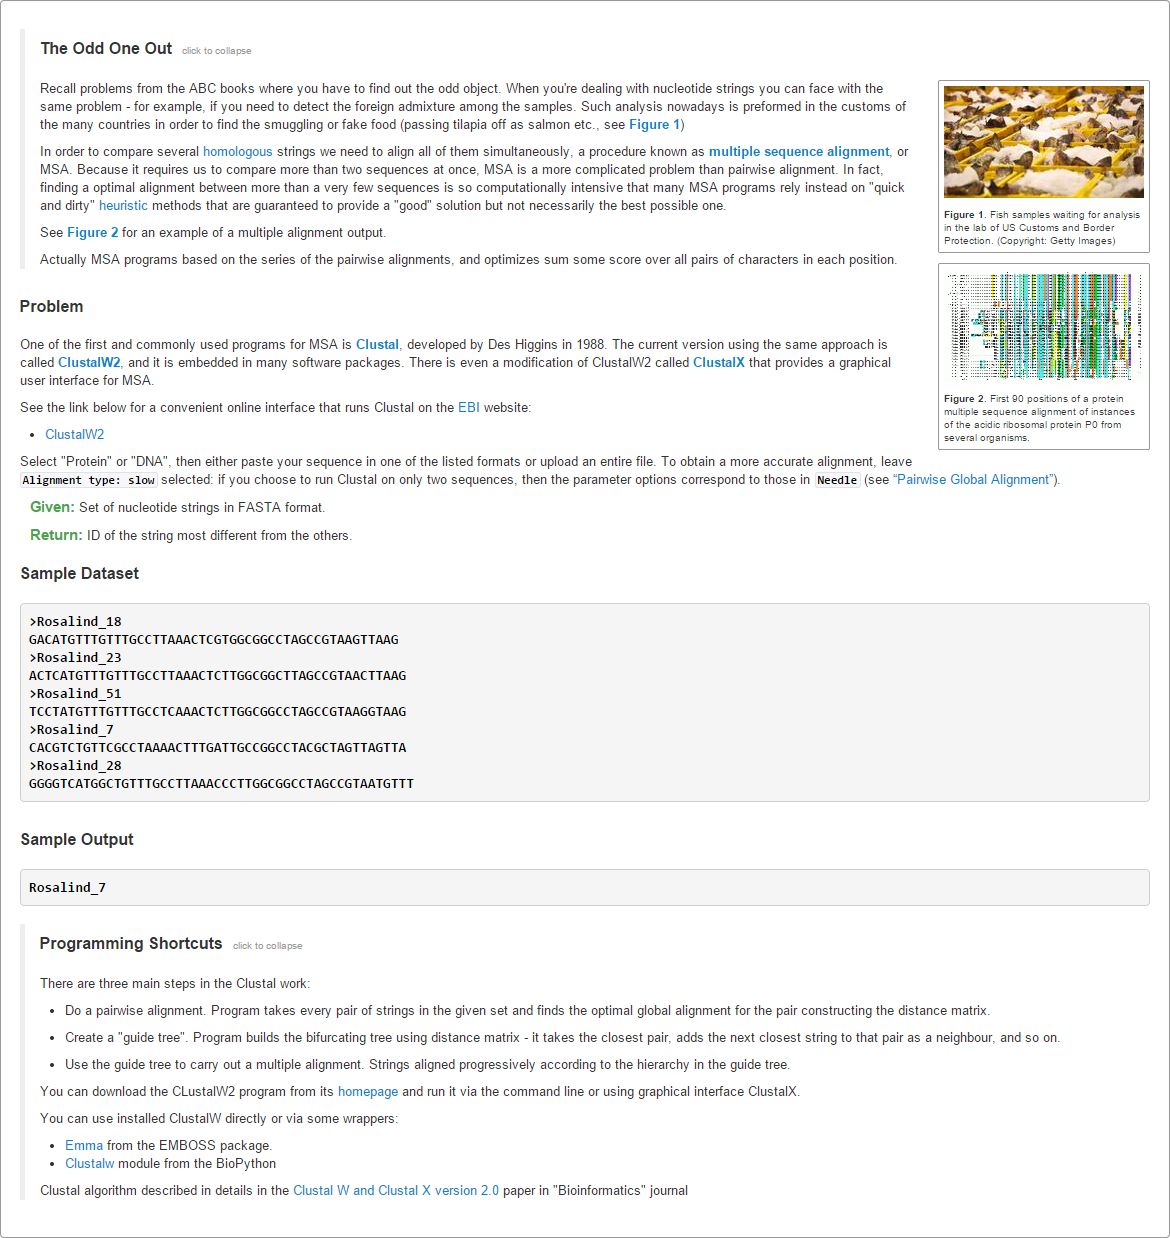 The Odd One Out click to collapse
Recall problems from the ABC books where you have to find out the odd object. When you're dealing with nucleotide strings you can face with the
same problem - for example, if you need to detect the foreign admixture among the samples. Such analysis nowadays is preformed in the customs of
the many countries in order to find the smuggling or fake food (passing tilapia off as salmon etc., see Figure 1)
In order to compare several homologous strings we need to align all of them simultaneously, a procedure known as multiple sequence alignment, or
MSA. Because it requires us to compare more than two sequences at once, MSA is a more complicated problem than pairwise alignment. In fact,
finding a optimal alignment between more than a very few sequences is so computationally intensive that many MSA programs rely instead on "quick
and dirty" heuristic methods that are guaranteed to provide a "good" solution but not necessarily the best possible one.
See Figure 2 for an example of a multiple alignment output.
Actually MSA programs based on the series of the pairwise alignments, and optimizes sum some score over all pairs of characters in each position.
Figure 1. Fish samples waiting for analysis
in the lab of US Customs and Border
Protection. (Copyright: Getty Images)
Figure 2. First 90 positions of a protein
multiple sequence alignment of instances
of the acidic ribosomal protein P0 from
several organisms.
Problem
One of the first and commonly used programs for MSA is Clustal, developed by Des Higgins in 1988. The current version using the same approach is
called ClustalW2, and it is embedded in many software packages. There is even a modification of ClustalW2 called ClustalX that provides a graphical
user interface for MSA.
See the link below for a convenient online interface that runs Clustal on the EBI website:
• ClustalW2
Select "Protein" or "DNA", then either paste your sequence in one of the listed formats or upload an entire file. To obtain a more accurate alignment, leave
Alignment type: slow selected: if you choose to run Clustal on only two sequences, then the parameter options correspond to those in Needle (see “Pairwise Global Alignment”).
Given: Set of nucleotide strings in FASTA format.
Return: ID of the string most different from the others.
Sample Dataset
>Rosalind_18
GACATGTTTGTTTGCCTTAAACTCGTGGCGGCCTAGCCGTAAGTTAAG
>Rosalind_23
ACTCATGTTTGTTTGCCTTAAACTCTTGGCGGCTTAGCCGTAACTTAAG
>Rosalind_51
TCCTATGTTTGTTTGCCTCAAACTCTTGGCGGCCTAGCCGTAAGGTAAG
>Rosalind_7
CACGTCTGTTCGCCTAAAACTTTGATTGCCGGCCTACGCTAGTTAGTTA
>Rosalind_28
GGGGTCATGGCTGTTTGCCTTAAACCCTTGGCGGCCTAGCCGTAATGTTT
Sample Output
Rosalind_7
Programming Shortcuts click to collapse
There are three main steps in the Clustal work:
• Do a pairwise alignment. Program takes every pair of strings in the given set and finds the optimal global alignment for the pair constructing the distance matrix.
• Create a "guide tree". Program builds the bifurcating tree using distance matrix - it takes the closest pair, adds the next closest string to that pair as a neighbour, and so on.
• Use the guide tree to carry out a multiple alignment. Strings aligned progressively according to the hierarchy in the guide tree.
You can download the CLustalW2 program from its homepage and run it via the command line or using graphical interface ClustalX.
You can use installed ClustalW directly or via some wrappers:
• Emma from the EMBOSS package.
• Clustalw module from the BioPython
Clustal algorithm described in details in the Clustal W and Clustal X version 2.0 paper in "Bioinformatics" journal